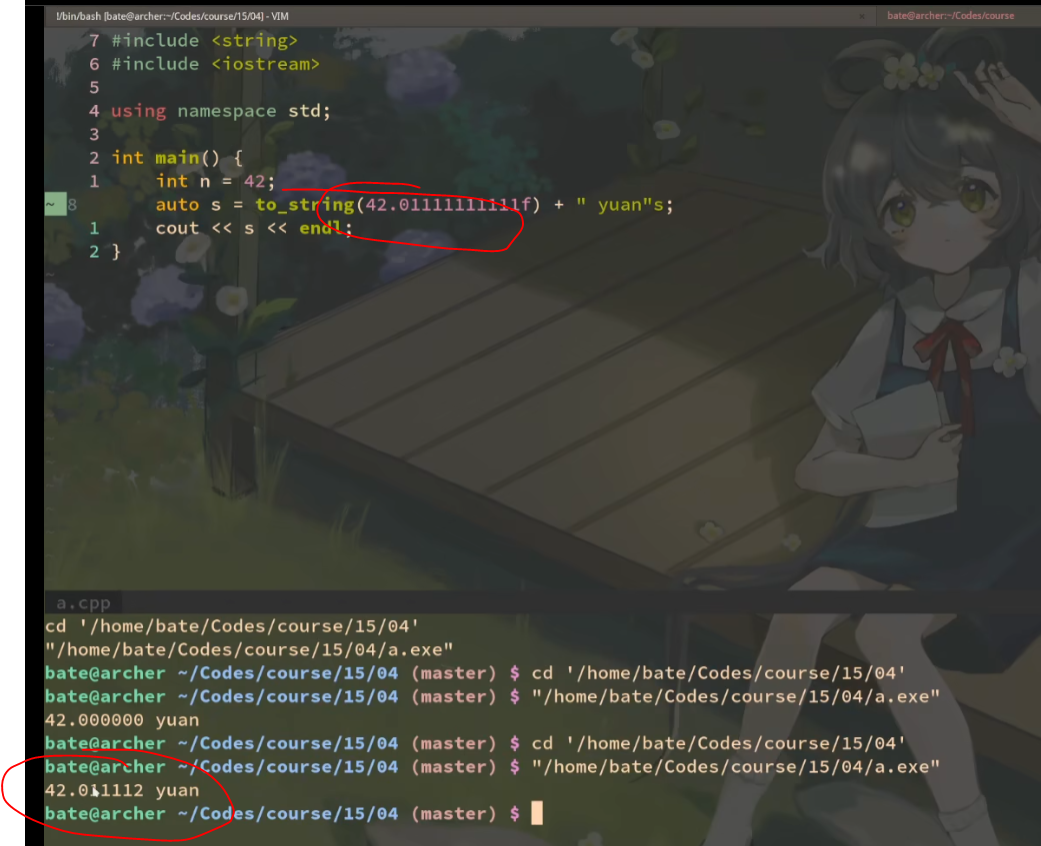 !/bin/bash [bate@archer:~/Codes/course/15/04] - VIM
bate@archer:~/Codes/course
7 #include <string>
6 #include <iostream>
5
4 using namespace std;
3
2 int main() {
1     int n = 42;
~ 8     auto s = to_string(42.01111111111f) + " yuan"s;
1     cout << s << endl;
2 }
a.cpp
cd '/home/bate/Codes/course/15/04'
"/home/bate/Codes/course/15/04/a.exe"
bate@archer ~/Codes/course/15/04 (master) $ cd '/home/bate/Codes/course/15/04'
bate@archer ~/Codes/course/15/04 (master) $ "/home/bate/Codes/course/15/04/a.exe"
42.000000 yuan
bate@archer ~/Codes/course/15/04 (master) $ cd '/home/bate/Codes/course/15/04'
bate@archer ~/Codes/course/15/04 (master) $ "/home/bate/Codes/course/15/04/a.exe"
42.011112 yuan
bate@archer ~/Codes/course/15/04 (master) $